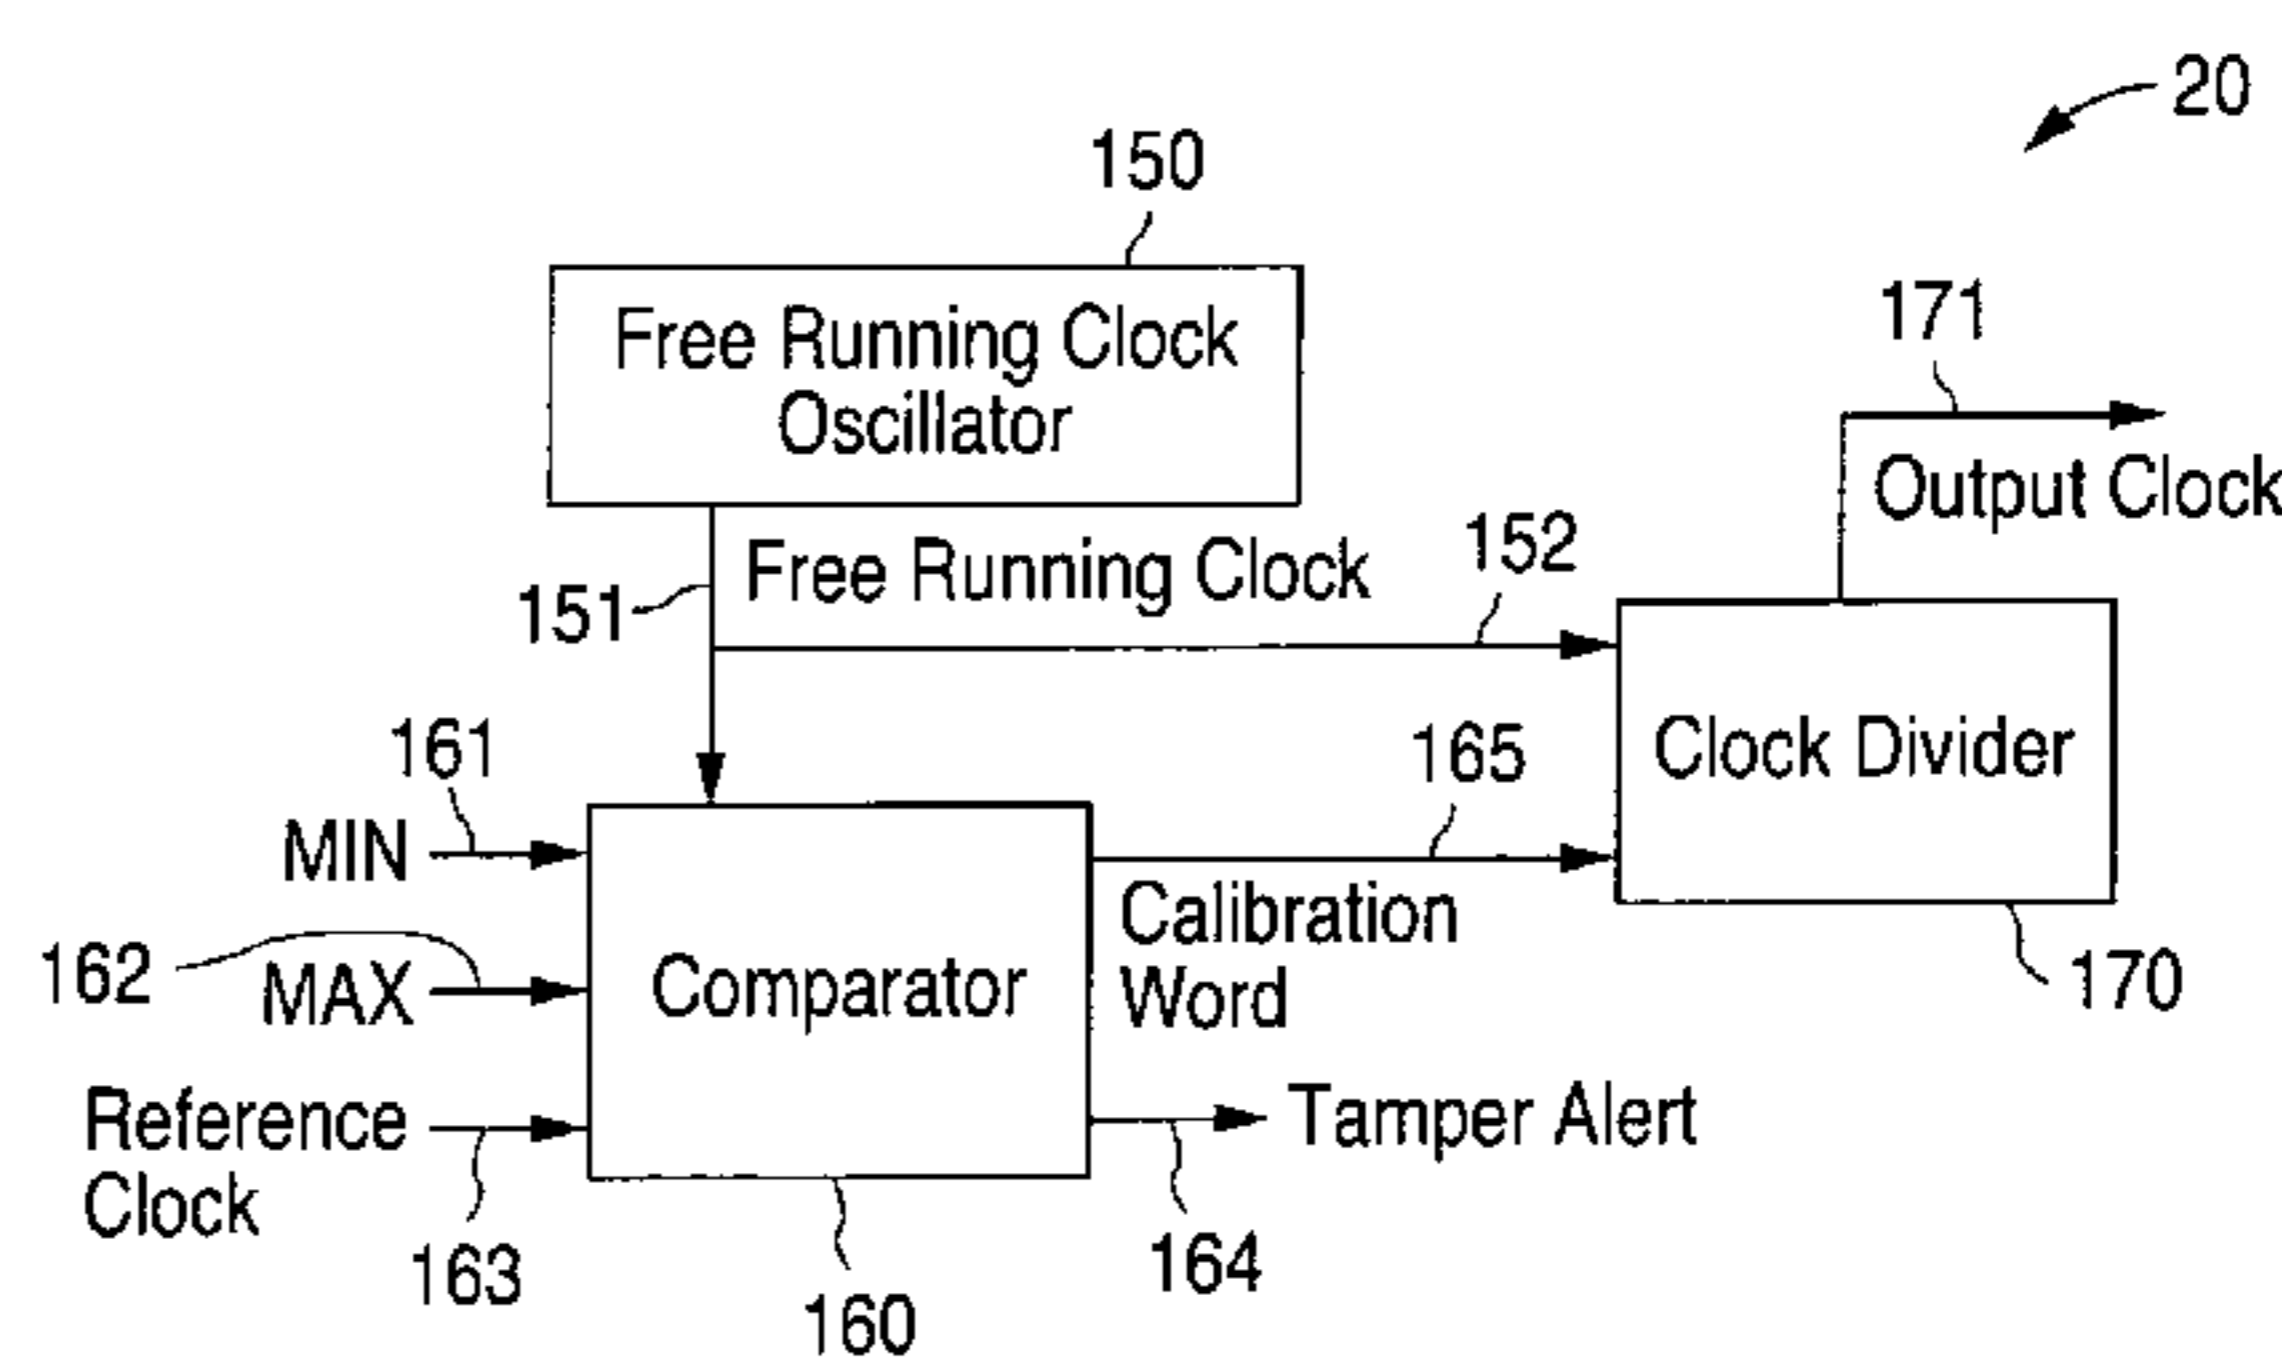 20
150
Free Running Clock
Oscillator
171
Output Clock
151
Free Running Clock
152
161
MIN
165
Clock Divider
162
MAX
Comparator
Calibration
Word
170
Reference
Clock
Tamper Alert
163
164
160